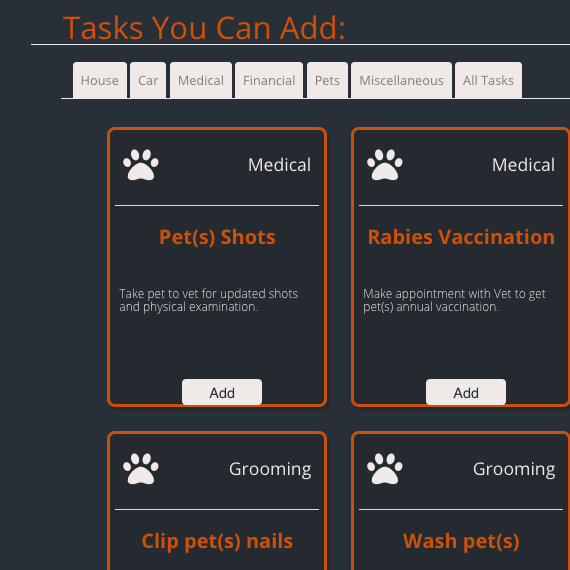 Tasks You Can Add:
House Car Medical Financial Pets Miscellaneous All Tasks
Medical
Pet(s) Shots
Take pet to vet for updated shots
and physical examination.
Add
Medical
Rabies Vaccination
Make appointment with Vet to get
pet(s) annual vaccination.
Add
Grooming
Clip pet(s) nails
Grooming
Wash pet(s)